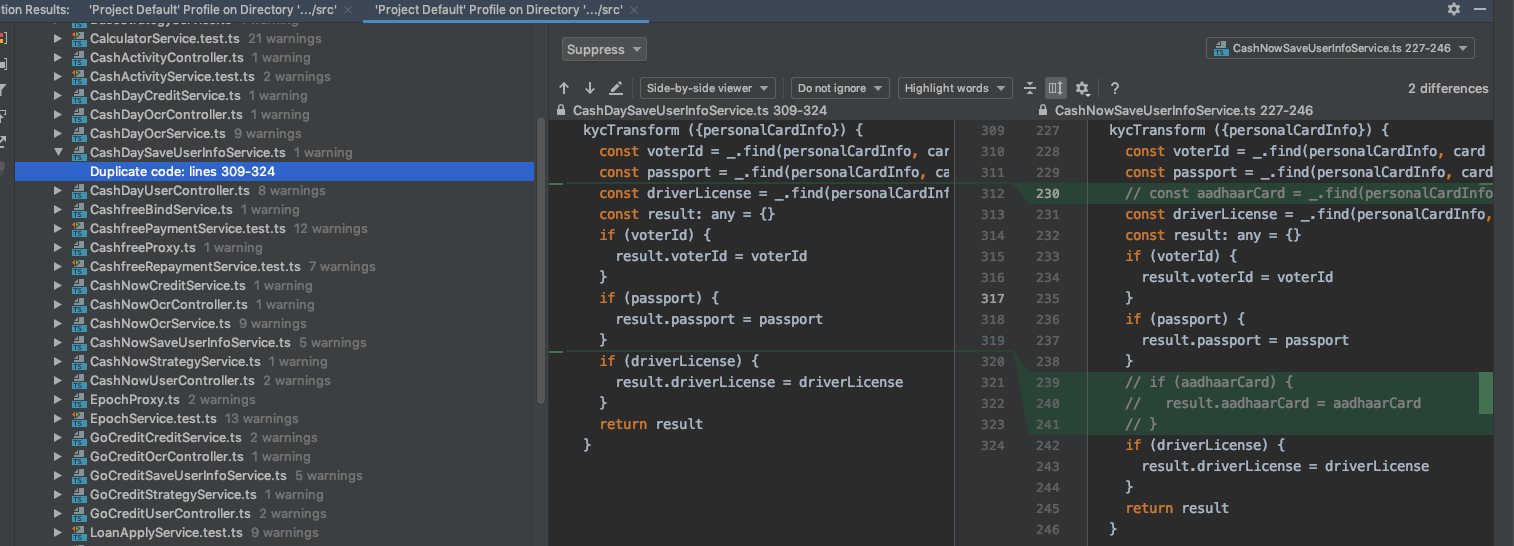 ction Results:
'Project Default' Profile on Directory '.../src'
'Project Default' Profile on Directory '.../src'
CalculatorService.test.ts 21 warnings
CashActivityController.ts 1 warning
CashActivityService.test.ts 2 warnings
CashDayCreditService.ts 1 warning
CashDayOcrController.ts 1 warning
CashDayOcrService.ts 9 warnings
CashDaySaveUserInfoService.ts 1 warning
Duplicate code: lines 309-324
CashDayUserController.ts 8 warnings
CashfreeBindService.ts 1 warning
CashfreePaymentService.test.ts 12 warnings
CashfreeProxy.ts 1 warning
CashfreeRepaymentService.test.ts 7 warnings
CashNowCreditService.ts 1 warning
CashNowOcrController.ts 1 warning
CashNowOcrService.ts 9 warnings
CashNowSaveUserInfoService.ts 5 warnings
CashNowStrategyService.ts 1 warning
CashNowUserController.ts 2 warnings
EpochProxy.ts 2 warnings
EpochService.test.ts 13 warnings
GoCreditCreditService.ts 2 warnings
GoCreditOcrController.ts 1 warning
GoCreditSaveUserInfoService.ts 5 warnings
GoCreditStrategyService.ts 1 warning
GoCreditUserController.ts 2 warnings
LoanApplyService.test.ts 9 warnings
Suppress
CashNowSaveUserInfoService.ts 227-246
Side-by-side viewer
Do not ignore
Highlight words
?
2 differences
CashDaySaveUserInfoService.ts 309-324
kycTransform ({personalCardInfo}) { 309
const voterId = _.find(personalCardInfo, car 310
const passport = _.find(personalCardInfo, ca 311
const driverLicense = _.find(personalCardInf 312
const result: any = {} 313
if (voterId) { 314
result.voterId = voterId 315
} 316
if (passport) { 317
result.passport = passport 318
} 319
if (driverLicense) { 320
result.driverLicense = driverLicense 321
} 322
return result 323
} 324
CashNowSaveUserInfoService.ts 227-246
227 kycTransform ({personalCardInfo}) {
228 const voterId = _.find(personalCardInfo, card
229 const passport = _.find(personalCardInfo, card
230 // const aadhaarCard = _.find(personalCardInfo
231 const driverLicense = _.find(personalCardInfo,
232 const result: any = {}
233 if (voterId) {
234 result.voterId = voterId
235 }
236 if (passport) {
237 result.passport = passport
238 }
239 // if (aadhaarCard) {
240 // result.aadhaarCard = aadhaarCard
241 // }
242 if (driverLicense) {
243 result.driverLicense = driverLicense
244 }
245 return result
246 }